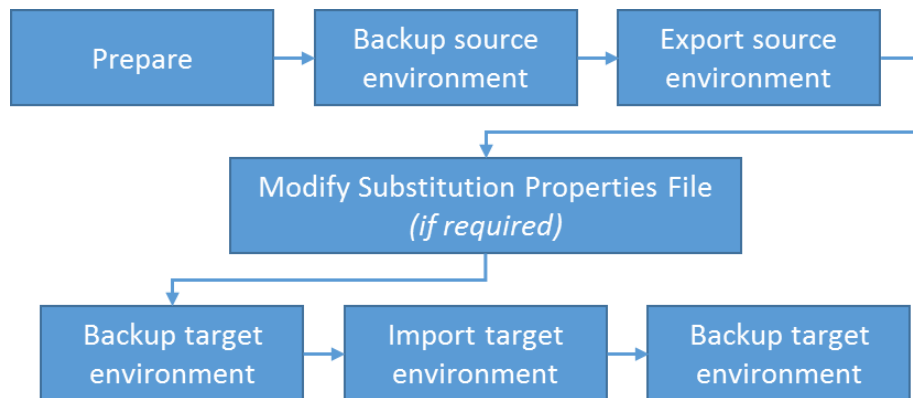 Prepare
Backup source
environment
Export source
environment
Modify Substitution Properties File
(if required)
Backup target
environment
Import target
environment
Backup target
environment